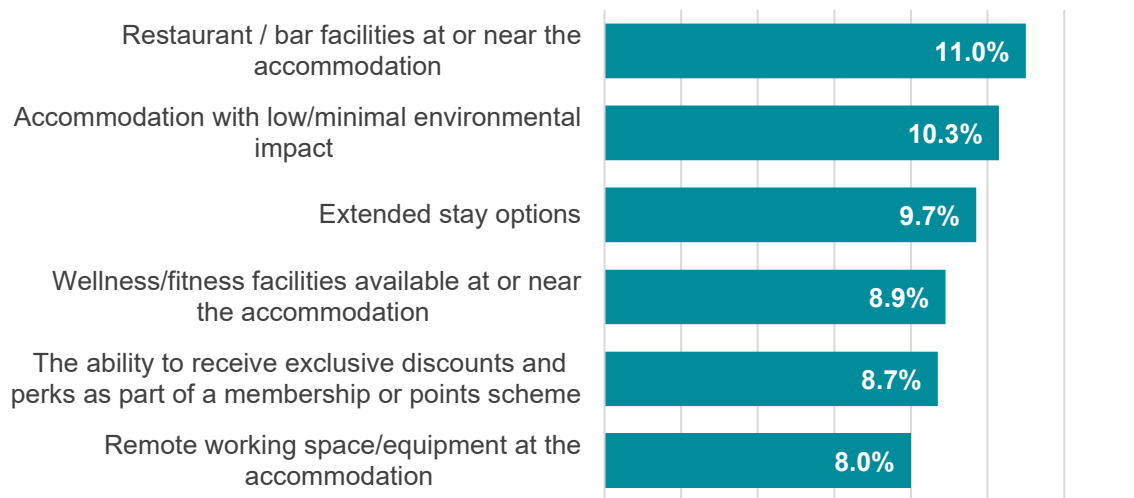 Restaurant / bar facilities at or near the
accommodation
11.0%
Accommodation with low/minimal environmental
impact
10.3%
Extended stay options
9.7%
Wellness/fitness facilities available at or near
the accommodation
8.9%
The ability to receive exclusive discounts and
perks as part of a membership or points scheme
8.7%
Remote working space/equipment at the
accommodation
8.0%